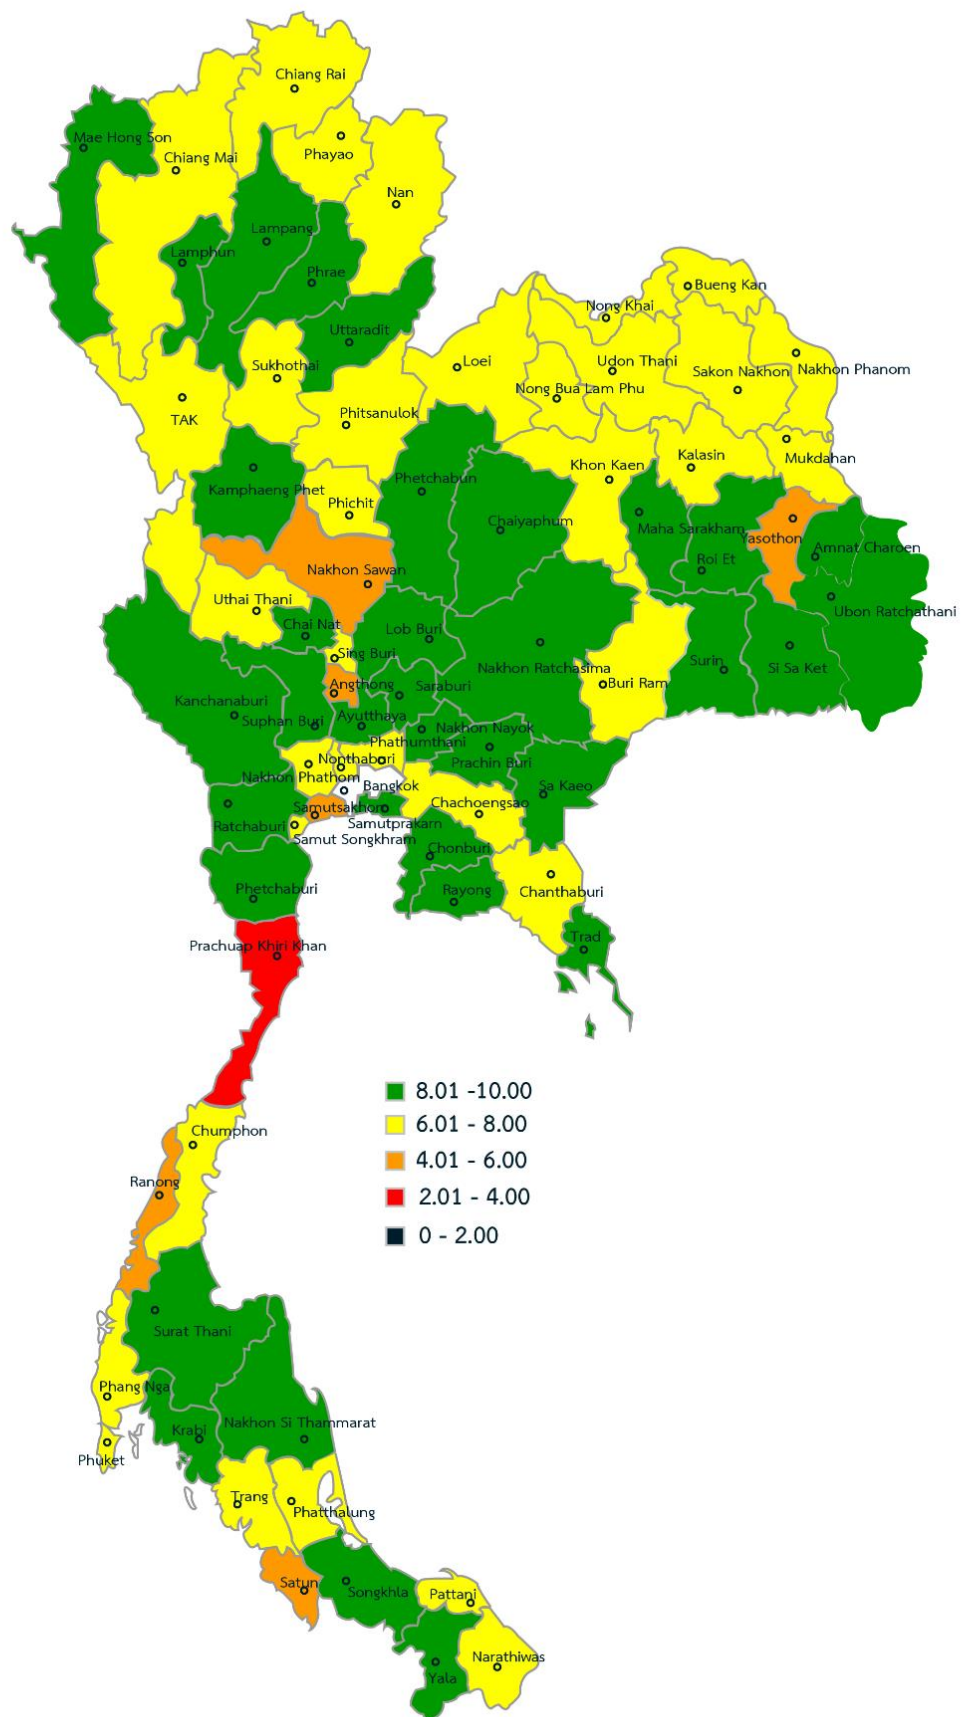 Chiang Rai
Mae Hong Son
Chiang Mai
Phayao
Nan
Lampang
Lamphun
Phrae
Bueng Kan
Nong Khai
Uttaradit
Sukhothai
Loei
Udon Thani
Sakon Nakhon
Nakhon Phanom
Nong Bua Lam Phu
TAK
Phitsanulok
Kalasin
Mukdahan
Khon Kaen
Phetchabun
Kamphaeng Phet
Phichit
Chaiyaphum
Maha Sarakham
Yasothon
Amnat Charoen
Roi Et
Nakhon Sawan
Uthai Thani
Ubon Ratchathani
Chai Nat
Lob Buri
Sing Buri
Nakhon Ratchasima
Surin
Si Sa Ket
Buri Ram
Angthong
Saraburi
Kanchanaburi
Suphan Buri
Ayutthaya
Nakhon Nayok
Phathumthani
Nonthaburi
Prachin Buri
Nakhon Phathom
Bangkok
Sa Kaeo
Samutsakhon
Chachoengsao
Ratchaburi
Samutprakarn
Samut Songkhram
Chonburi
Phetchaburi
Rayong
Chanthaburi
Trad
Prachuap Khiri Khan
8.01 -10.00
6.01 - 8.00
4.01 - 6.00
2.01 - 4.00
0 - 2.00
Chumphon
Ranong
Surat Thani
Phang Nga
Krabi
Nakhon Si Thammarat
Phuket
Trang
Phatthalung
Satun
Songkhla
Pattani
Narathiwas
Yala